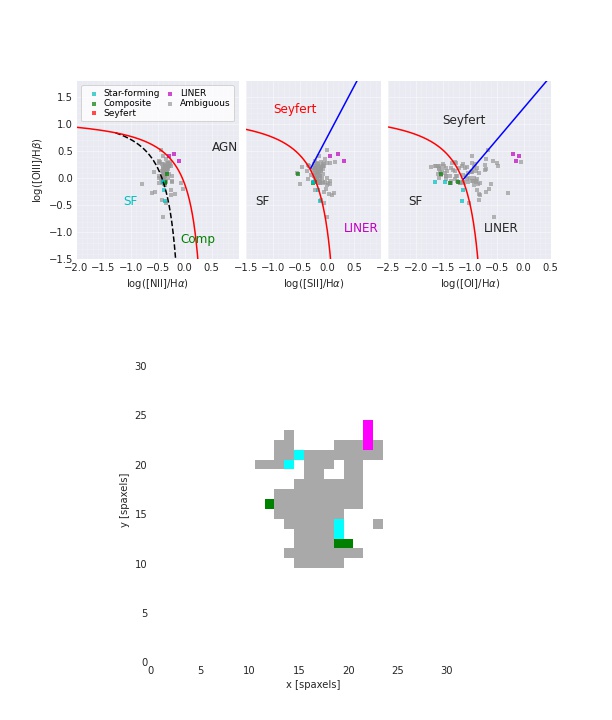 Star-forming
Composite
Seyfert
LINER
Ambiguous
AGN
SF
Comp
1.5
1.0
0.5
0.0
−0.5
−1.0
−1.5
log([OIII]/Hβ)
−2.0 −1.5 −1.0 −0.5 0.0 0.5
log([NII]/Hα)
Seyfert
SF
LINER
−1.0 −0.5 0.0 0.5
log([SII]/Hα)
Seyfert
SF
LINER
−2.5 −2.0 −1.5 −1.0 −0.5 0.0 0.5
log([OI]/Hα)
30
25
20
15
10
5
0
y [spaxels]
0 5 10 15 20 25 30
x [spaxels]